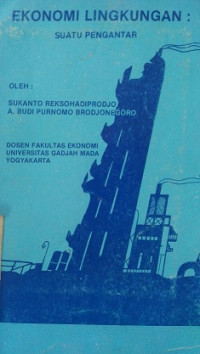 EKONOMI LINGKUNGAN :
SUATU PENGANTAR
OLEH :
SUKANTO REKSOHADIPRODJO
A. BUDI PURNOMO BRODJONEGORO
DOSEN FAKULTAS EKONOMI
UNIVERSITAS GADJAH MADA
YOGYAKARTA